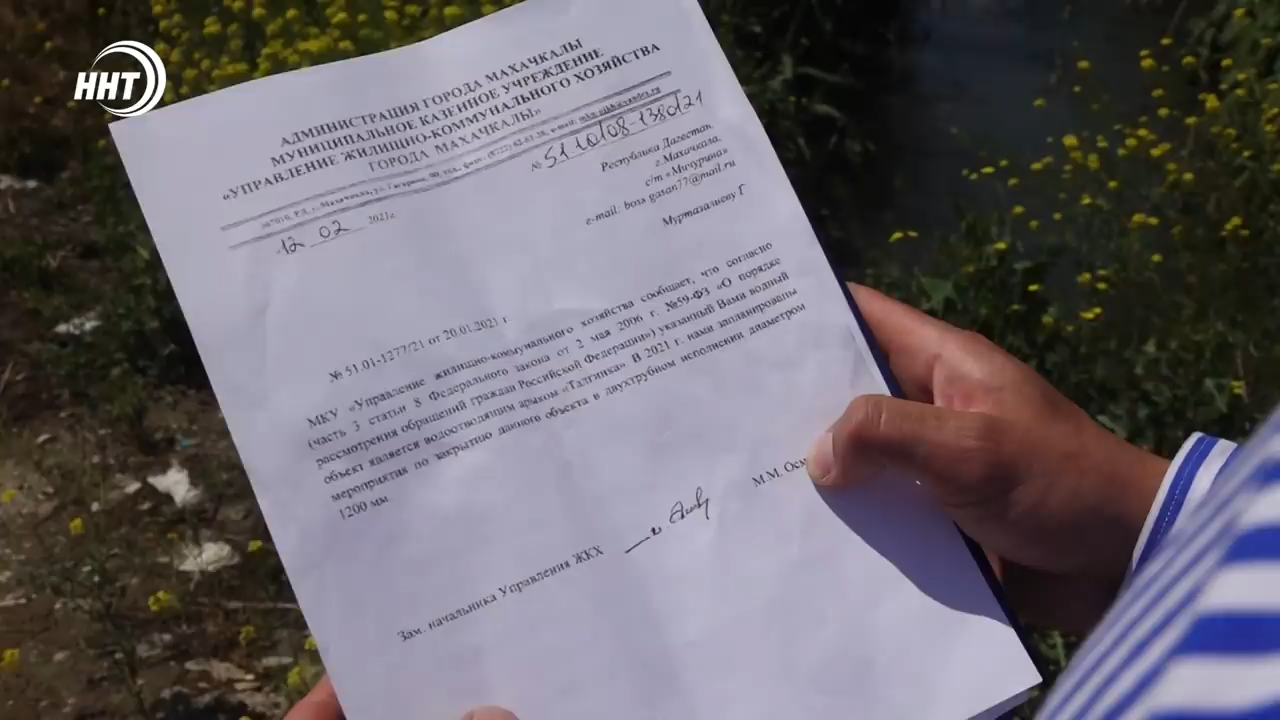 ННТ
АДМИНИСТРАЦИЯ ГОРОДА МАХАЧКАЛЫ
МУНИЦИПАЛЬНОЕ КАЗЕННОЕ УЧРЕЖДЕНИЕ
«УПРАВЛЕНИЕ ЖИЛИЩНО-КОММУНАЛЬНОГО ХОЗЯЙСТВА
ГОРОДА МАХАЧКАЛЫ»
12 02 2021г.
№ 51.10/08-1380/21
Республика Дагестан,
г.Махачкала,
с/т «Мичурина»
e-mail: boss gasan77@mail.ru
Муртазалиеву Г
№ 51.01-1277/21 от 20.01.2021 г.
МКУ «Управление жилищно-коммунального хозяйства сообщает, что согласно
(часть 3 статьи 8 Федерального закона от 2 мая 2006 г. №59-ФЗ «О порядке
рассмотрения обращений граждан Российской Федерации») указанный Вами водный
объект является водоотводящим арыком «Талгинка». В 2021 г. нами запланированы
мероприятия по закрытию данного объекта в двухтрубном исполнении диаметром
1200 мм.
Зам. начальника Управления ЖКХ
М.М. Осм